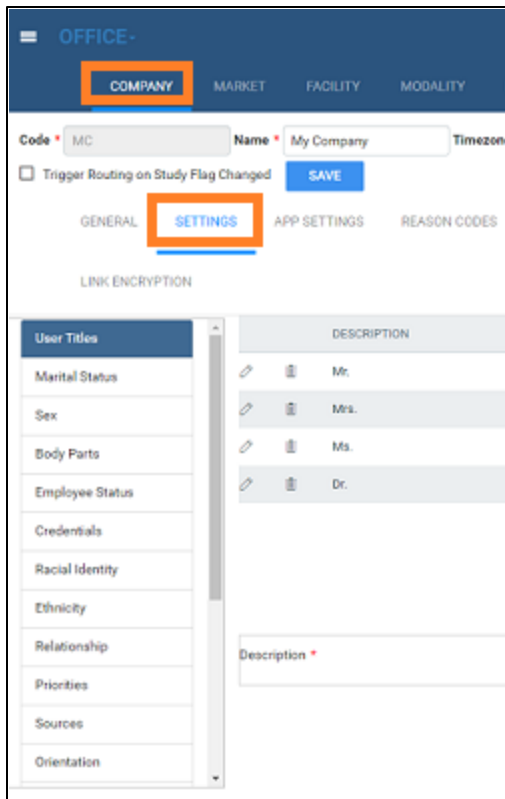 OFFICE-
COMPANY MARKET FACILITY MODALITY
Code * MC Name * My Company Timezon
Trigger Routing on Study Flag Changed SAVE
GENERAL SETTINGS APP SETTINGS REASON CODES
LINK ENCRYPTION
User Titles
Marital Status
Sex
Body Parts
Employee Status
Credentials
Racial Identity
Ethnicity
Relationship
Priorities
Sources
Orientation
DESCRIPTION
Mr.
Mrs.
Ms.
Dr.
Description *